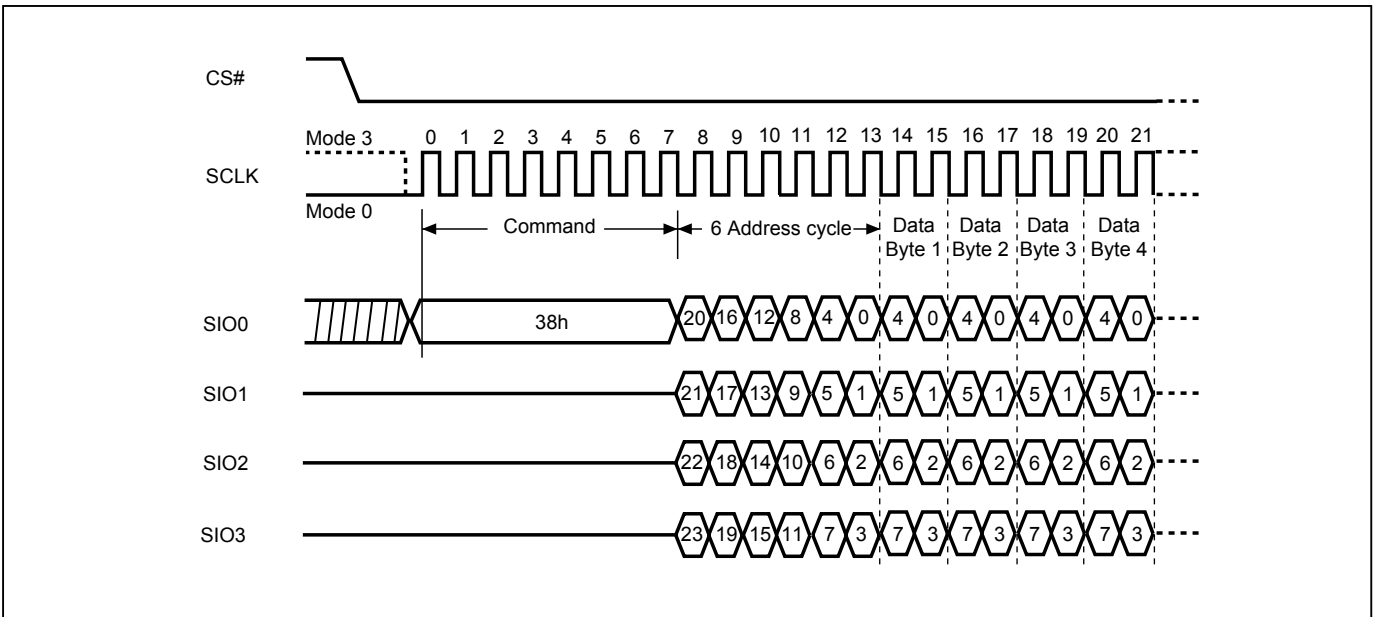 CS#
Mode 3 0 1 2 3 4 5 6 7 8 9 10 11 12 13 14 15 16 17 18 19 20 21
SCLK
Mode 0
Command 6 Address cycle Data Byte 1 Data Byte 2 Data Byte 3 Data Byte 4
SIO0 38h 20 16 12 8 4 0 4 0 4 0 4 0 4 0
SIO1 21 17 13 9 5 1 5 1 5 1 5 1 5 1
SIO2 22 18 14 10 6 2 6 2 6 2 6 2 6 2
SIO3 23 19 15 11 7 3 7 3 7 3 7 3 7 3